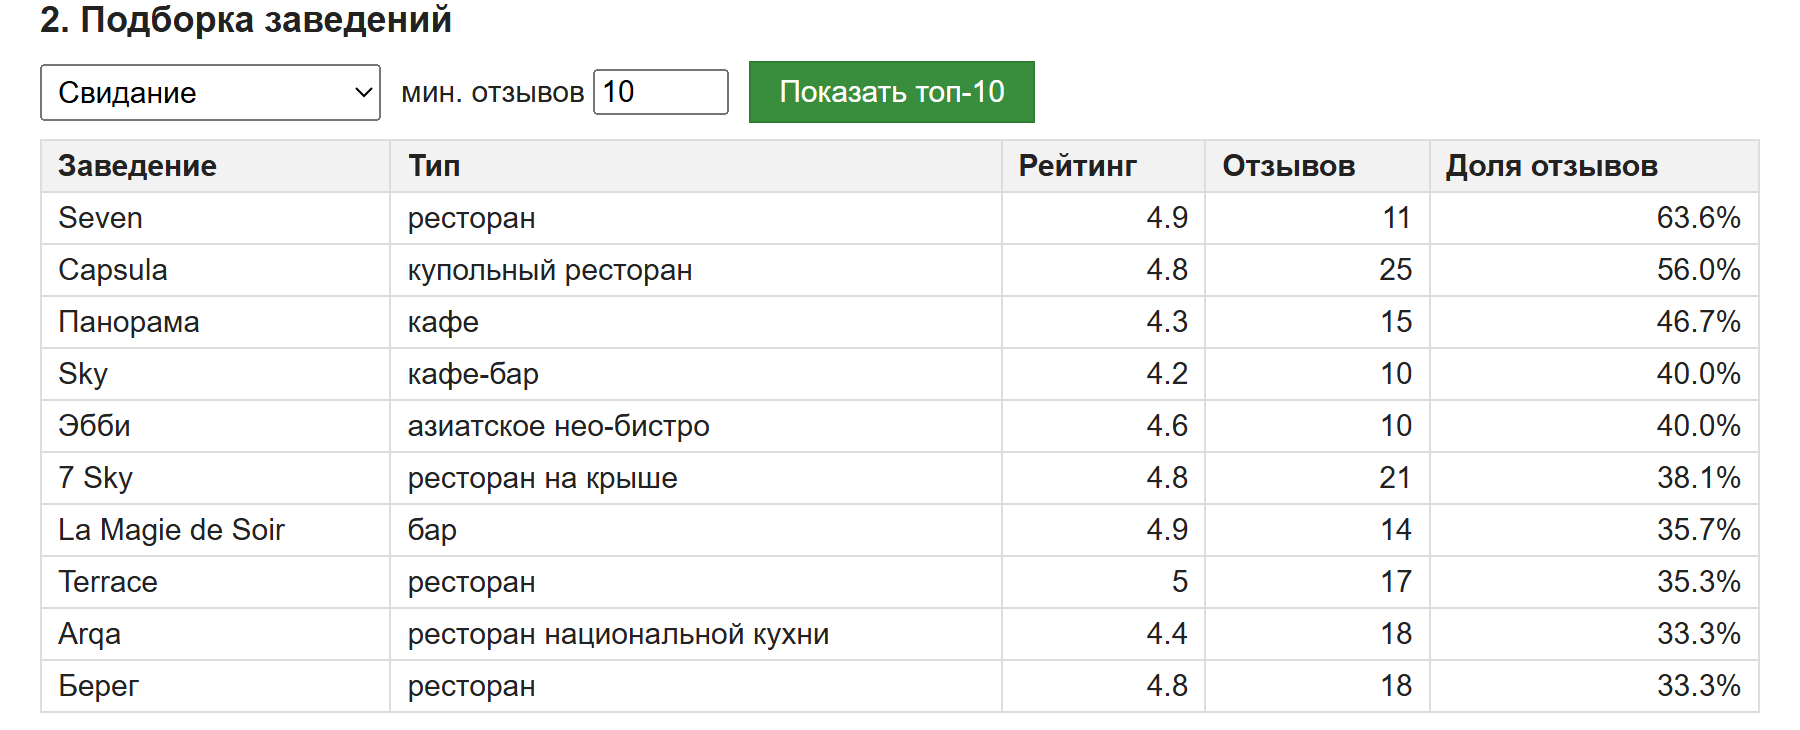 2. Подборка заведений
Свидание мин. отзывов 10 Показать топ-10
Заведение Тип Рейтинг Отзывов Доля отзывов
Seven ресторан 4.9 11 63.6%
Capsula купольный ресторан 4.8 25 56.0%
Панорама кафе 4.3 15 46.7%
Sky кафе-бар 4.2 10 40.0%
Эбби азиатское нео-бистро 4.6 10 40.0%
7 Sky ресторан на крыше 4.8 21 38.1%
La Magie de Soir бар 4.9 14 35.7%
Terrace ресторан 5 17 35.3%
Arqa ресторан национальной кухни 4.4 18 33.3%
Берег ресторан 4.8 18 33.3%